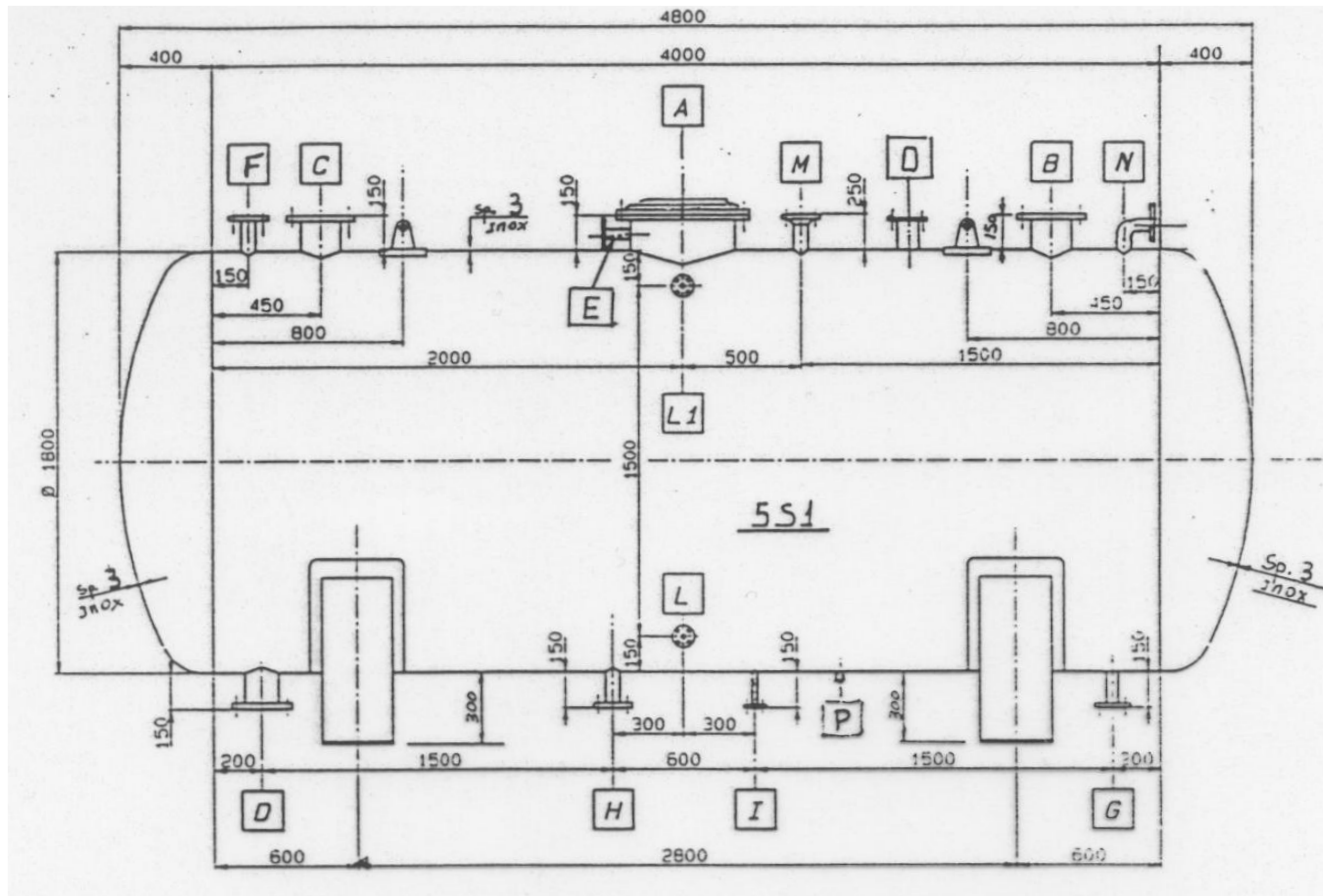 4800
400 4000 400
A
F C M D B N
150 Sp. 3 150 250 150
inox
E
150 150 150
450 450
800 800
2000 500 1500
L1
Ø 1800
1500
5S1
Sp. 3 L Sp. 3
inox inox
150 150 150 150
150 300 P 300
300 300
200 1500 600 1500 200
D H I G
600 2800 600